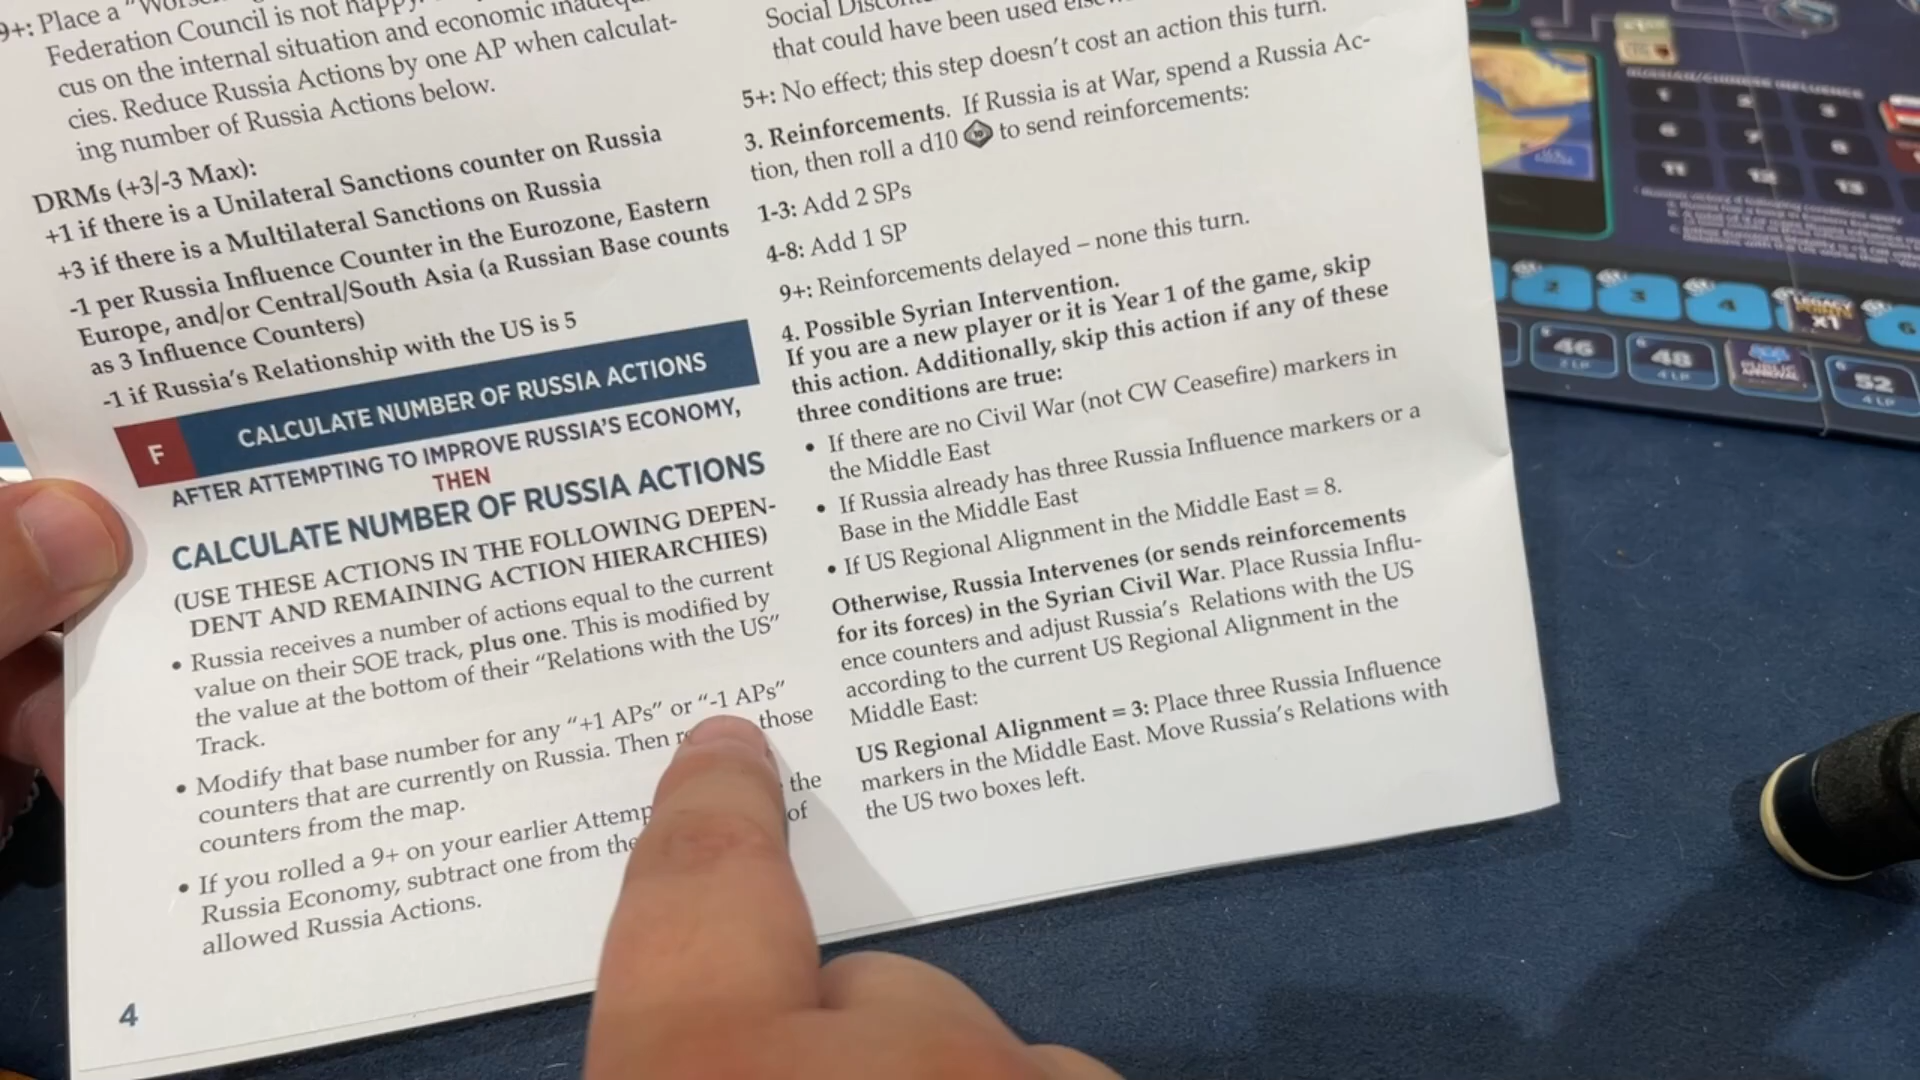 9+: Place a
Federation Council is not happy.
cus on the internal situation and economic
cies. Reduce Russia Actions by one AP when calculat-
ing number of Russia Actions below.
DRMs (+3/-3 Max):
+1 if there is a Unilateral Sanctions counter on Russia
+3 if there is a Multilateral Sanctions on Russia
-1 per Russia Influence Counter in the Eurozone, Eastern
Europe, and/or Central/South Asia (a Russian Base counts
as 3 Influence Counters)
-1 if Russia's Relationship with the US is 5
F CALCULATE NUMBER OF RUSSIA ACTIONS
AFTER ATTEMPTING TO IMPROVE RUSSIA'S ECONOMY,
THEN
CALCULATE NUMBER OF RUSSIA ACTIONS
(USE THESE ACTIONS IN THE FOLLOWING DEPEN-
DENT AND REMAINING ACTION HIERARCHIES)
• Russia receives a number of actions equal to the current
value on their SOE track, plus one. This is modified by
the value at the bottom of their “Relations with the US”
Track.
• Modify that base number for any “+1 APs” or “-1 APs”
counters that are currently on Russia. Then those
counters from the map.
• If you rolled a 9+ on your earlier the
Russia Economy, subtract one from the of
allowed Russia Actions.
4
Social
that could have been used
5+: No effect; this step doesn't cost an action this turn.
3. Reinforcements. If Russia is at War, spend a Russia Ac-
tion, then roll a d10 to send reinforcements:
1-3: Add 2 SPs
4-8: Add 1 SP
9+: Reinforcements delayed – none this turn.
4. Possible Syrian Intervention.
If you are a new player or it is Year 1 of the game, skip
this action. Additionally, skip this action if any of these
three conditions are true:
• If there are no Civil War (not CW Ceasefire) markers in
the Middle East
• If Russia already has three Russia Influence markers or a
Base in the Middle East
• If US Regional Alignment in the Middle East = 8.
Otherwise, Russia Intervenes (or sends reinforcements
for its forces) in the Syrian Civil War. Place Russia Influ-
ence counters and adjust Russia's Relations with the US
according to the current US Regional Alignment in the
Middle East:
US Regional Alignment = 3: Place three Russia Influence
markers in the Middle East. Move Russia's Relations with
the US two boxes left.
2 3 4 LEGACY POINTS X1 6
46 48 PUBLIC APPROVAL 52
4 LP 4 LP